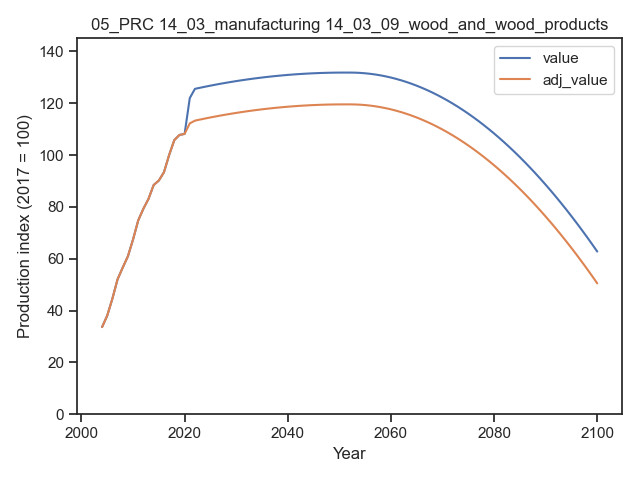 05_PRC 14_03_manufacturing 14_03_09_wood_and_wood_products
value
adj_value
Production index (2017 = 100)
140
120
100
80
60
40
20
0
2000
2020
2040
2060
2080
2100
Year